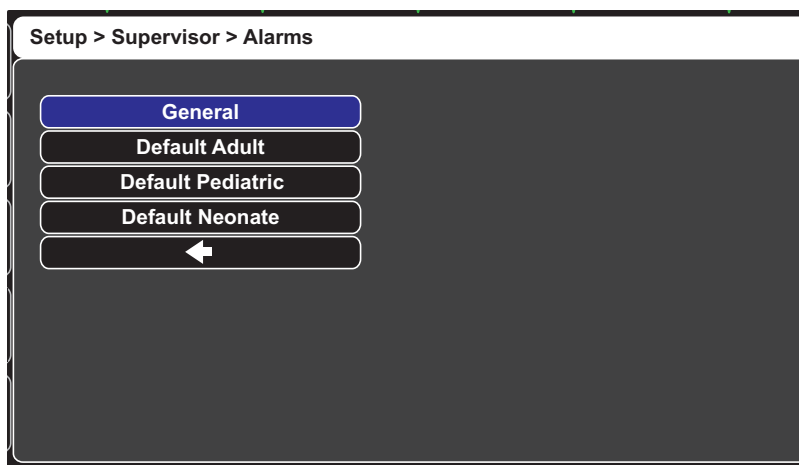 Setup > Supervisor > Alarms
General
Default Adult
Default Pediatric
Default Neonate